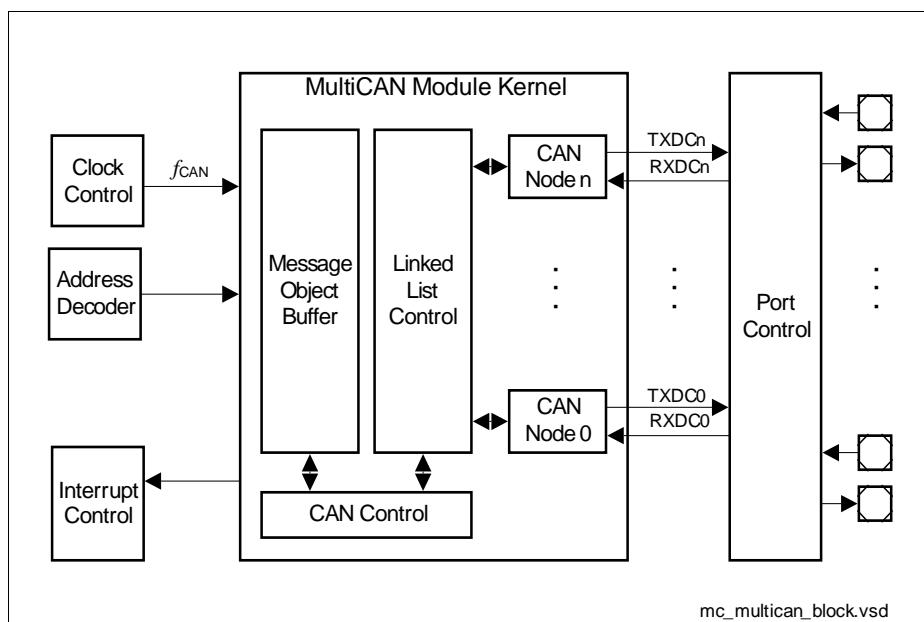 MultiCAN Module Kernel
Clock
Control
fCAN
Address
Decoder
Interrupt
Control
Message
Object
Buffer
Linked
List
Control
CAN
Node n
TXDCn
RXDCn
CAN
Node 0
TXDC0
RXDC0
CAN Control
Port
Control
mc_multican_block.vsd